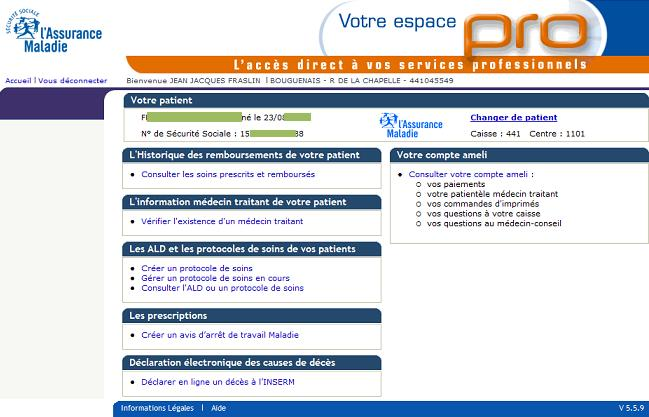 SÉCURITÉ SOCIALE
l'Assurance
Maladie
Votre espace pro
L'accès direct à vos services professionnels
Accueil | Vous déconnecter
Bienvenue JEAN JACQUES FRASLIN | BOUGUENAIS - R DE LA CHAPELLE - 441045549
Votre patient
né le 23/08
l'Assurance
Maladie
Changer de patient
N° de Sécurité Sociale : 15 38
Caisse : 441 Centre : 1101
L'Historique des remboursements de votre patient
Consulter les soins prescrits et remboursés
L'information médecin traitant de votre patient
Vérifier l'existence d'un médecin traitant
Les ALD et les protocoles de soins de vos patients
Créer un protocole de soins
Gérer un protocole de soins en cours
Consulter l'ALD ou un protocole de soins
Les prescriptions
Créer un avis d'arrêt de travail Maladie
Déclaration électronique des causes de décès
Déclarer en ligne un décès à l'INSERM
Votre compte ameli
Consulter votre compte ameli :
vos paiements
votre patientèle médecin traitant
vos commandes d'imprimés
vos questions à votre caisse
vos questions au médecin-conseil
Informations Légales | Aide
V 5.5.9